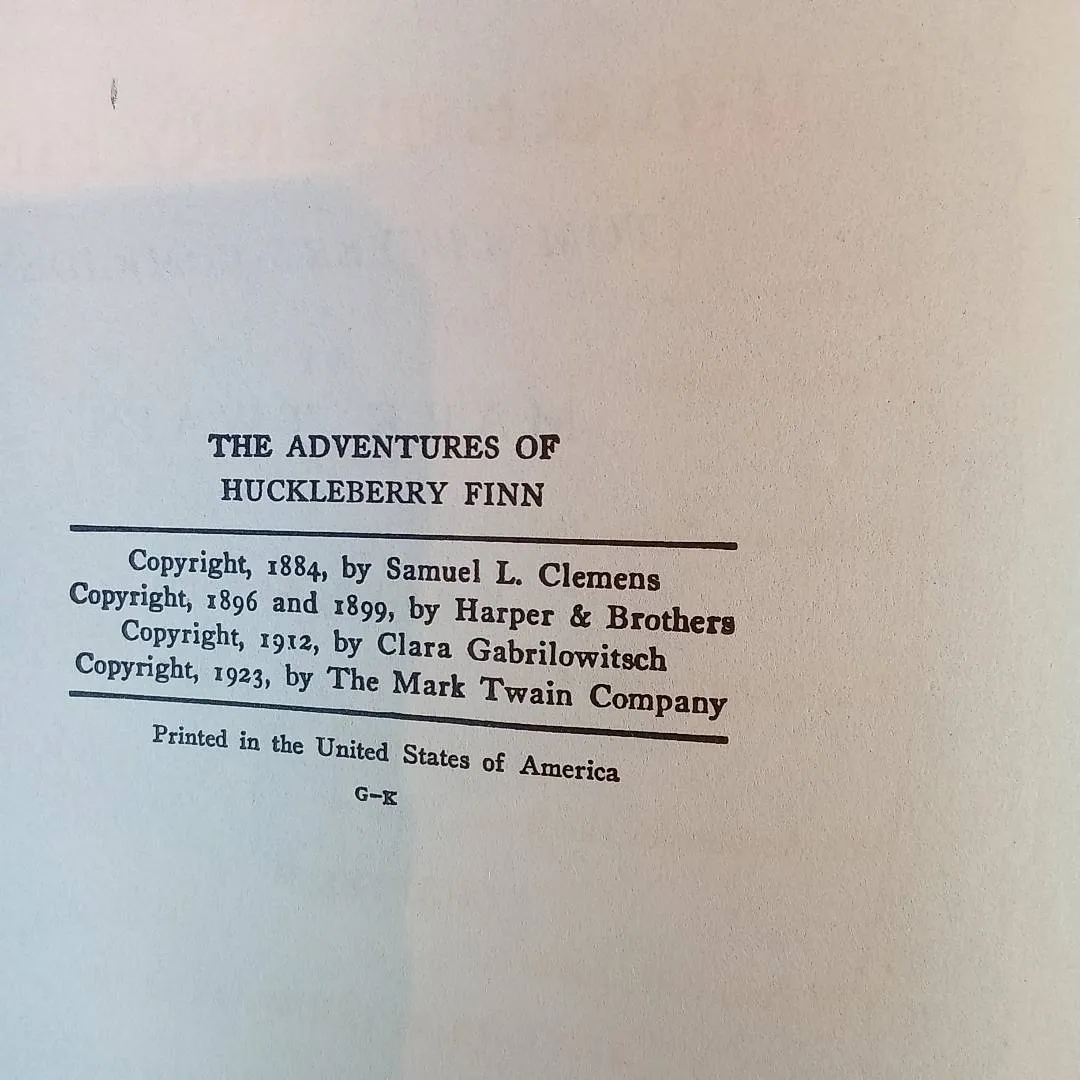 THE ADVENTURES OF
HUCKLEBERRY FINN
Copyright, 1884, by Samuel L. Clemens
Copyright, 1896 and 1899, by Harper & Brothers
Copyright, 1912, by Clara Gabrilowitsch
Copyright, 1923, by The Mark Twain Company
Printed in the United States of America
G-K